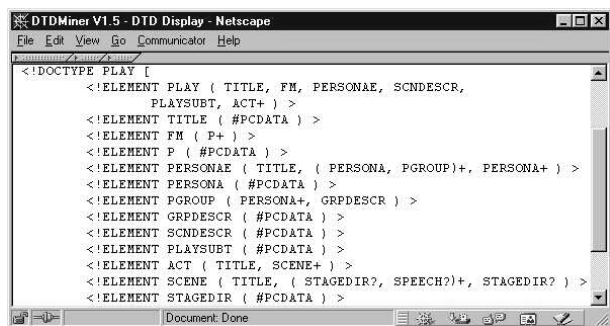 DTDMiner V1.5 - DTD Display - Netscape
File Edit View Go Communicator Help
<!DOCTYPE PLAY [
<!ELEMENT PLAY ( TITLE, FM, PERSONAE, SCNDESCR,
PLAYSUBT, ACT+ ) >
<!ELEMENT TITLE ( #PCDATA ) >
<!ELEMENT FM ( P+ ) >
<!ELEMENT P ( #PCDATA ) >
<!ELEMENT PERSONAE ( TITLE, ( PERSONA, PGROUP)+, PERSONA+ ) >
<!ELEMENT PERSONA ( #PCDATA ) >
<!ELEMENT PGROUP ( PERSONA+, GRPDESCR ) >
<!ELEMENT GRPDESCR ( #PCDATA ) >
<!ELEMENT SCNDESCR ( #PCDATA ) >
<!ELEMENT PLAYSUBT ( #PCDATA ) >
<!ELEMENT ACT ( TITLE, SCENE+ ) >
<!ELEMENT SCENE ( TITLE, ( STAGEDIR?, SPEECH?)+, STAGEDIR? ) >
<!ELEMENT STAGEDIR ( #PCDATA ) >
Document: Done